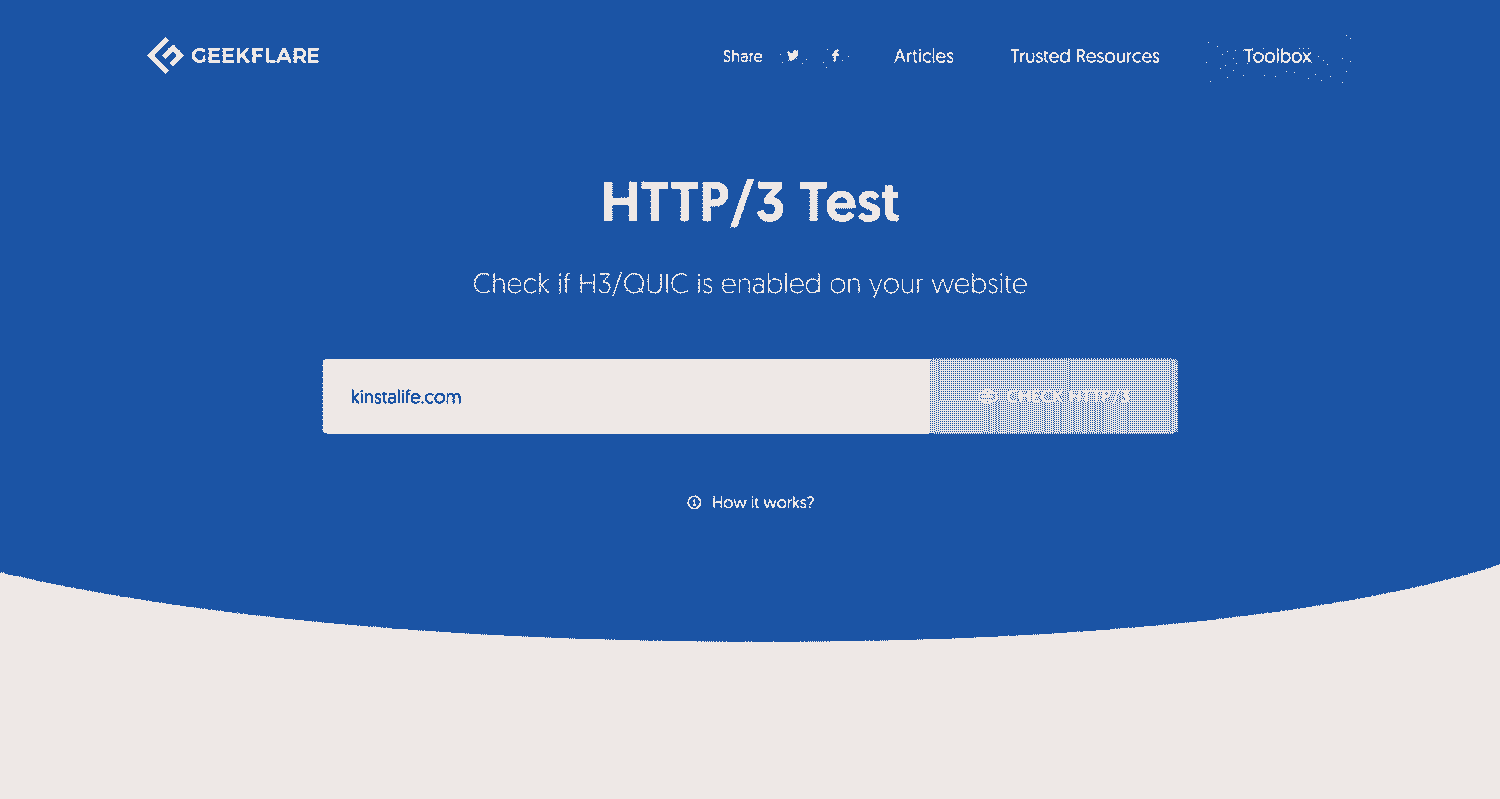 GEEKFLARE
Share
Articles
Trusted Resources
Toolbox
HTTP/3 Test
Check if H3/QUIC is enabled on your website
kinstalife.com
CHECK HTTP/3
How it works?